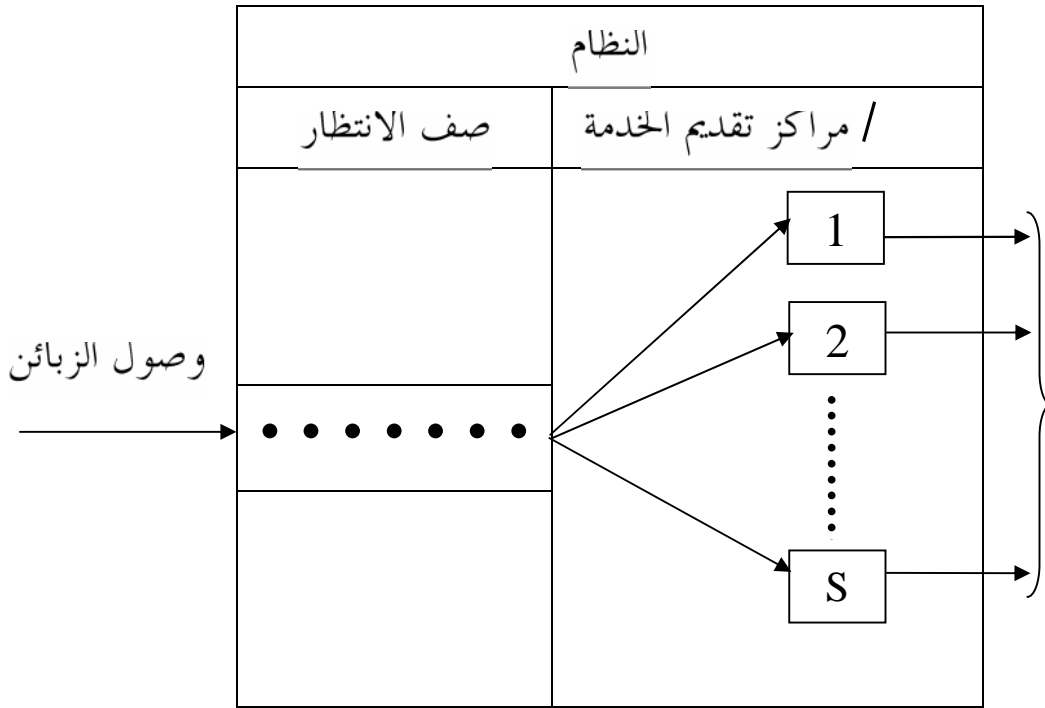 النظام
صف الانتظار
/ مراكز تقديم الخدمة
وصول الزبائن
1
2
S